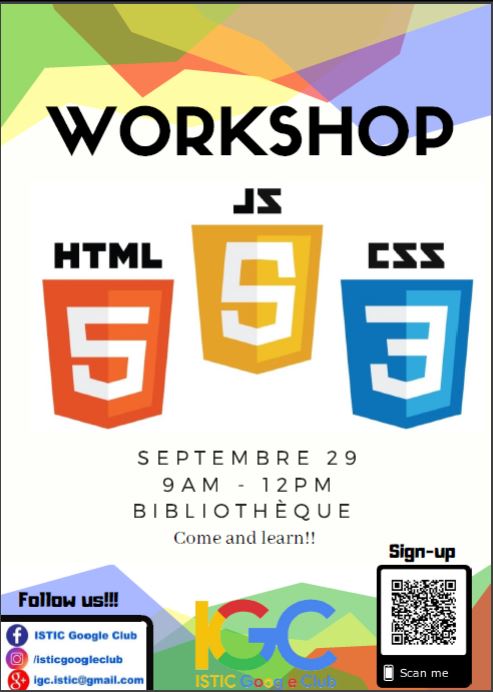 WORKSHOP
JS
HTML
CSS
5
5
3
SEPTEMBRE 29
9AM - 12PM
BIBLIOTHÈQUE
Come and learn!!
Sign-up
Follow us!!!
ISTIC Google Club
/isticgoogleclub
igc.istic@gmail.com
IGC
ISTIC Google Club
Scan me